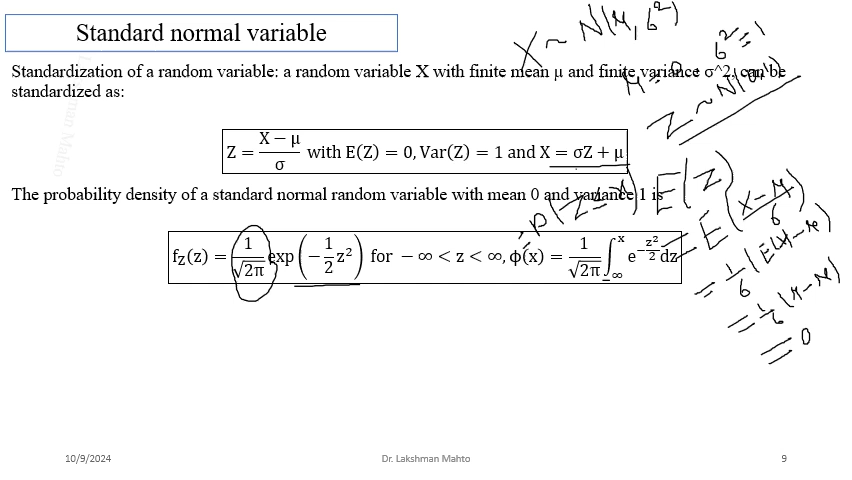 Standard normal variable
X ~ N(μ, σ²)
σ² = 1
Standardization of a random variable: a random variable X with finite mean μ and finite variance σ^2, can be
standardized as:
μ = 0
Z ~ N(0,1)
Z = (X − μ)/σ with E(Z) = 0, Var(Z) = 1 and X = σZ + μ
The probability density of a standard normal random variable with mean 0 and variance 1 is
f_Z(z) = 1/√2π exp(−1/2 z²) for − ∞ < z < ∞, ϕ(x) = 1/√2π ∫_∞^x e^(−z²/2) dz
= P(Z ≤ x)
E(Z)
= E(X − μ / σ)
= 1/σ (E(X) − μ)
= 1/σ (μ − μ)
= 0
Mahto
10/9/2024
Dr. Lakshman Mahto
9